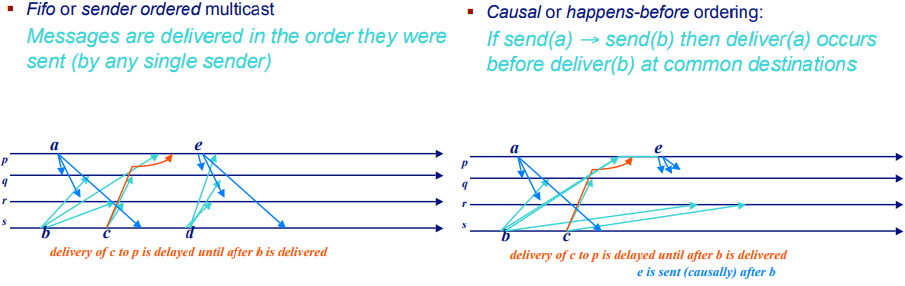 ▪ Fifo or sender ordered multicast
Messages are delivered in the order they were
sent (by any single sender)
a
e
p
q
r
s
b
c
d
delivery of c to p is delayed until after b is delivered
▪ Causal or happens-before ordering:
If send(a) → send(b) then deliver(a) occurs
before deliver(b) at common destinations
a
e
p
q
r
s
b
c
delivery of c to p is delayed until after b is delivered
e is sent (causally) after b